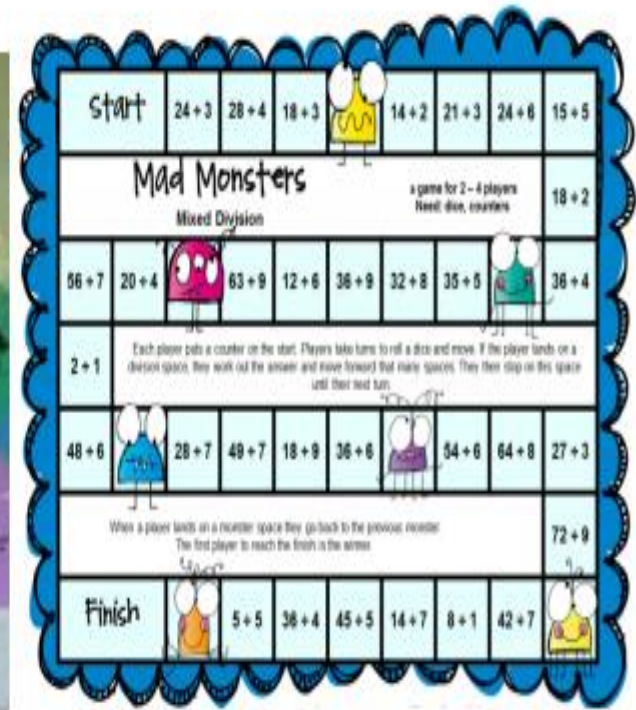 Start 24 ÷ 3 28 ÷ 4 18 ÷ 3 14 ÷ 2 21 ÷ 3 24 ÷ 6 15 ÷ 5
Mad Monsters
Mixed Division
a game for 2 – 4 players
Need: dice, counters
18 ÷ 2
56 ÷ 7 20 ÷ 4 63 ÷ 9 12 ÷ 6 36 ÷ 9 32 ÷ 8 35 ÷ 5 36 ÷ 4
2 ÷ 1
Each player puts a counter on the start. Players take turns to roll a dice and move. If the player lands on a
division space, they work out the answer and move forward that many spaces. They then stop on this space
until their next turn.
48 ÷ 6 28 ÷ 7 49 ÷ 7 18 ÷ 9 36 ÷ 6 54 ÷ 6 64 ÷ 8 27 ÷ 3
When a player lands on a monster space they go back to the previous monster.
The first player to reach the finish is the winner.
72 ÷ 9
Finish 5 ÷ 5 36 ÷ 4 45 ÷ 5 14 ÷ 7 8 ÷ 1 42 ÷ 7